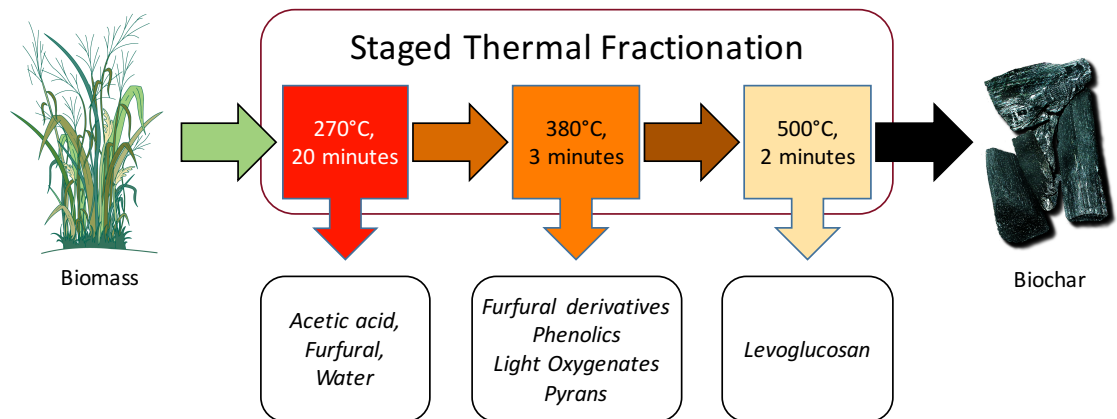 Staged Thermal Fractionation
270°C,
20 minutes
380°C,
3 minutes
500°C,
2 minutes
Biomass
Biochar
Acetic acid,
Furfural,
Water
Furfural derivatives
Phenolics
Light Oxygenates
Pyrans
Levoglucosan